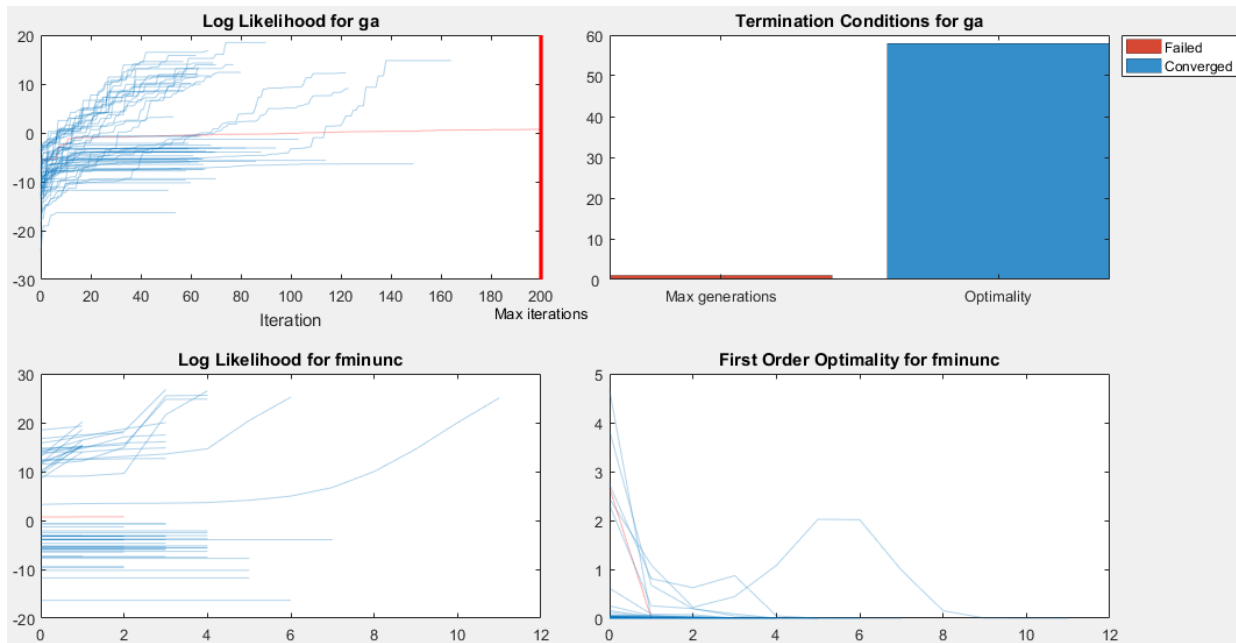 Log Likelihood for ga
20
10
0
-10
-20
-30
0 20 40 60 80 100 120 140 160 180 200
Iteration
Max iterations
Termination Conditions for ga
60
50
40
30
20
10
0
Max generations Optimality
Failed
Converged
Log Likelihood for fminunc
30
20
10
0
-10
-20
0 2 4 6 8 10 12
First Order Optimality for fminunc
5
4
3
2
1
0
0 2 4 6 8 10 12